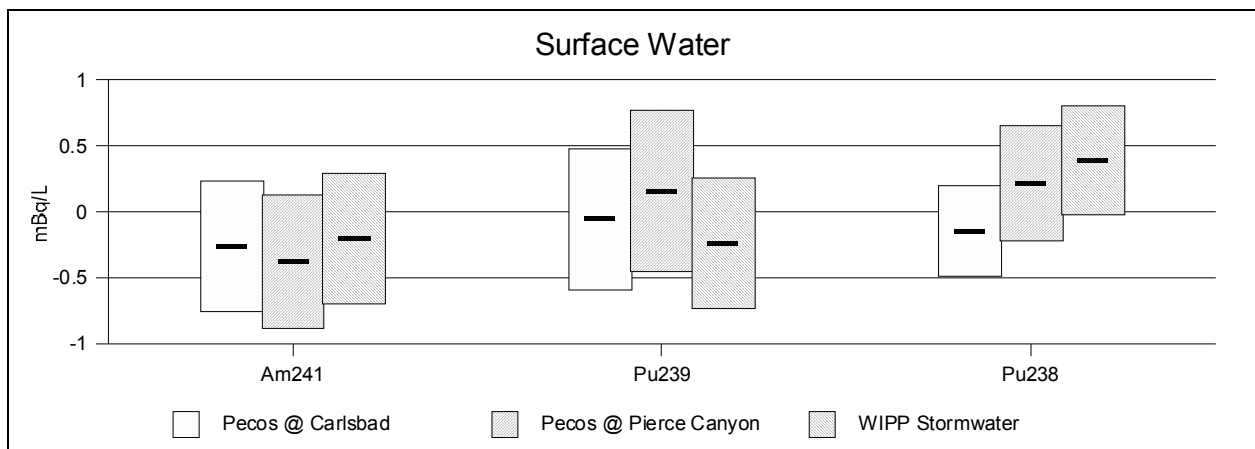 Surface Water
1
0.5
0
-0.5
-1
mBq/L
Am241 Pu239 Pu238
Pecos @ Carlsbad Pecos @ Pierce Canyon WIPP Stormwater